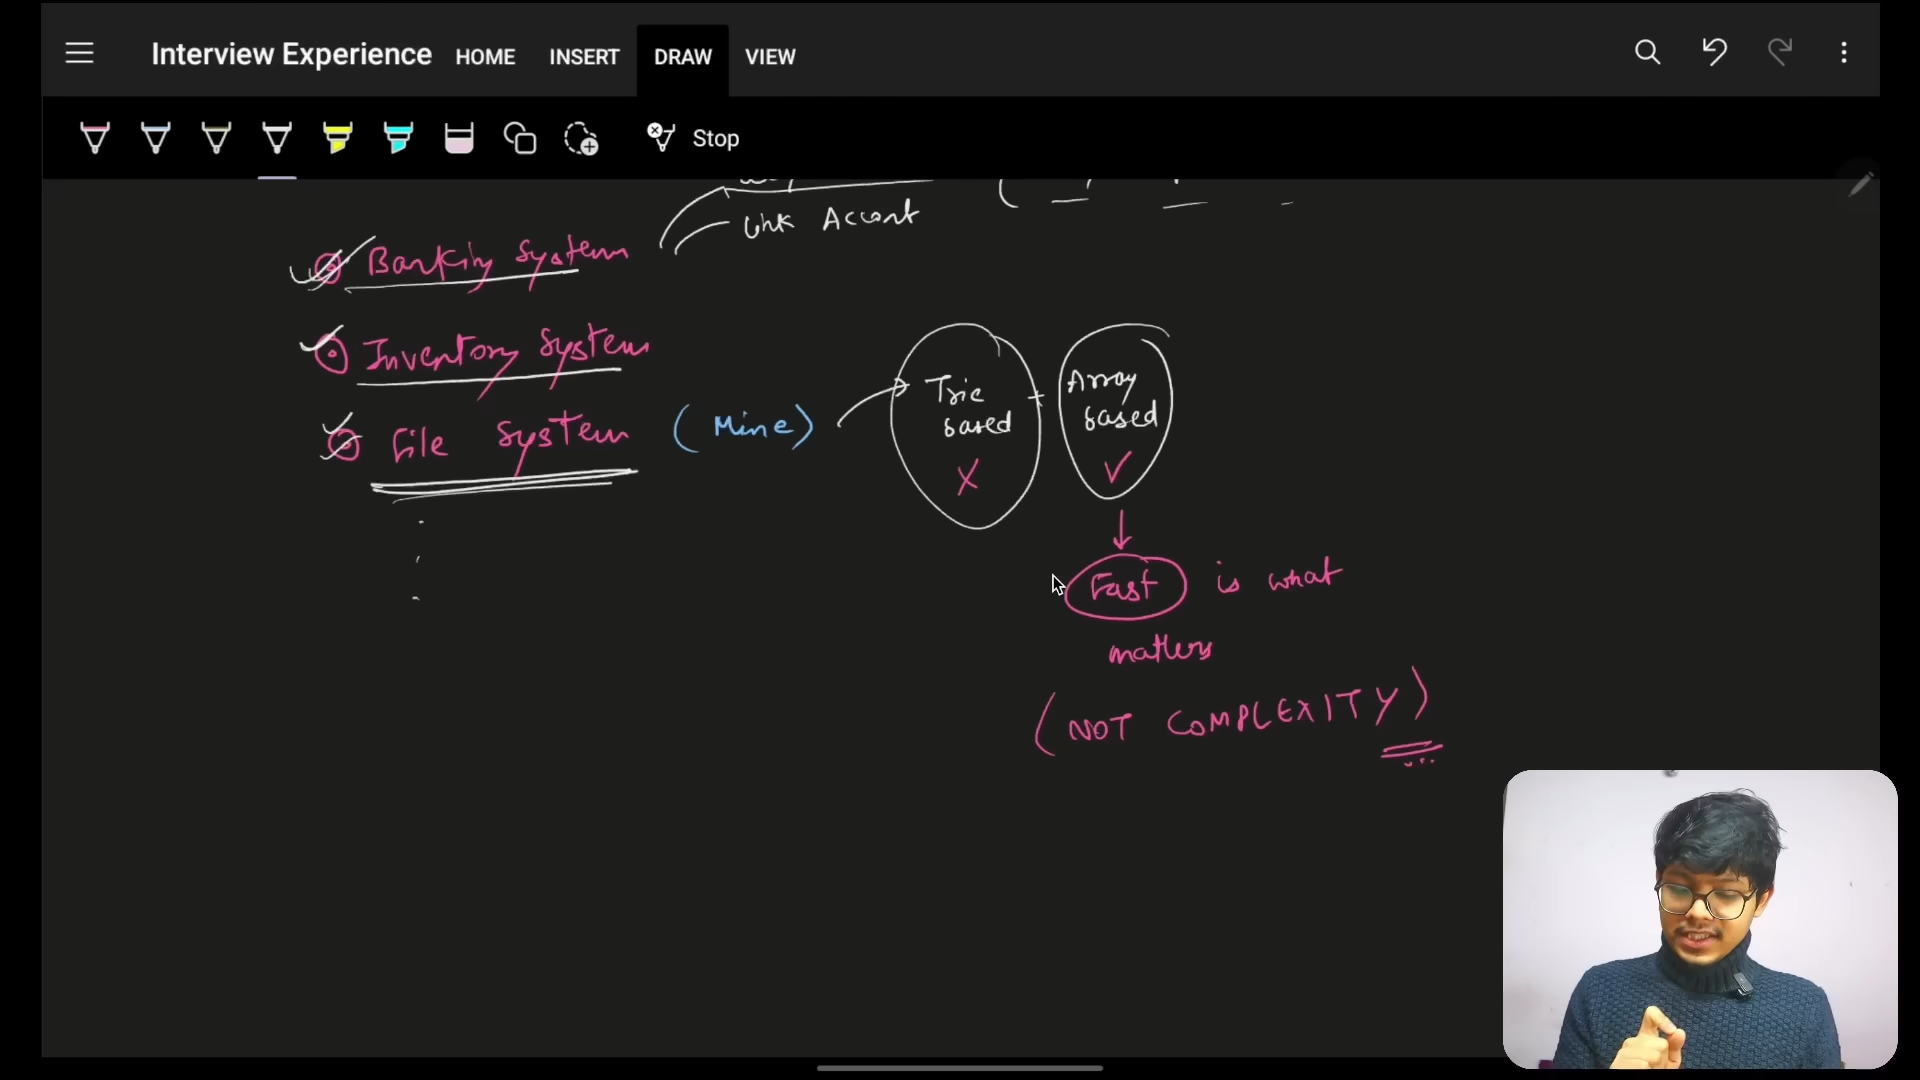 Interview Experience HOME INSERT DRAW VIEW
Stop
Link Account
Banking System
Inventory System
File System (Mine)
Trie based X + Array based ✓
Fast is what
matters
(NOT COMPLEXITY)